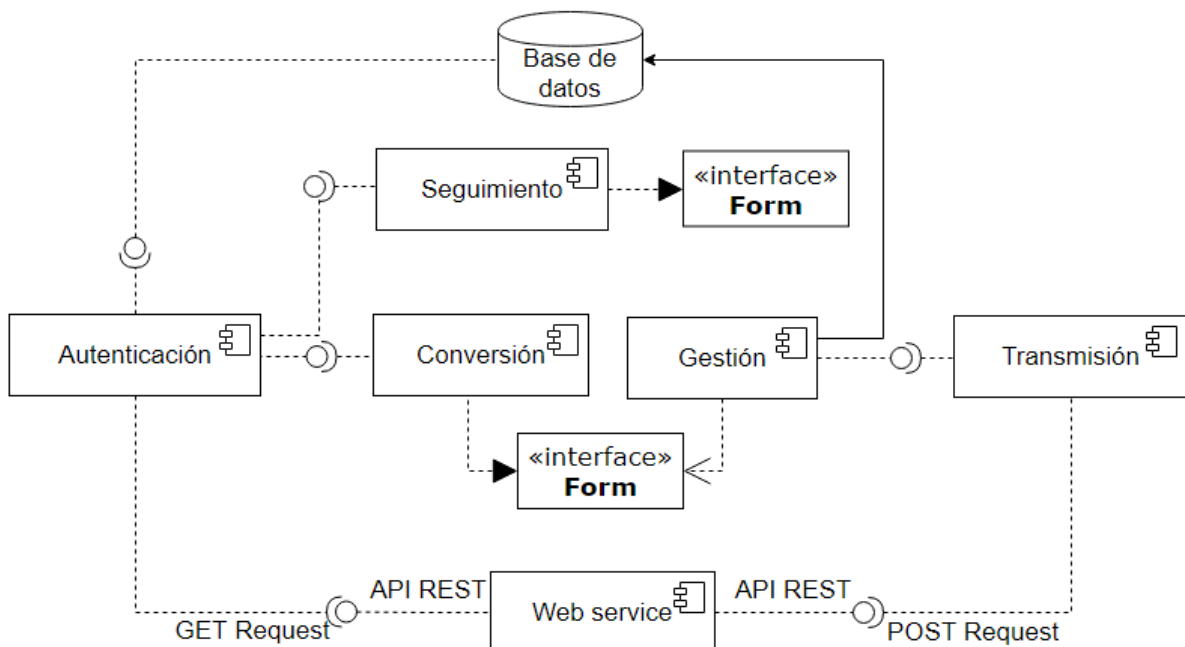 Base de
datos
Seguimiento
«interface»
Form
Autenticación
Conversión
Gestión
Transmisión
«interface»
Form
API REST
Web service
API REST
GET Request
POST Request